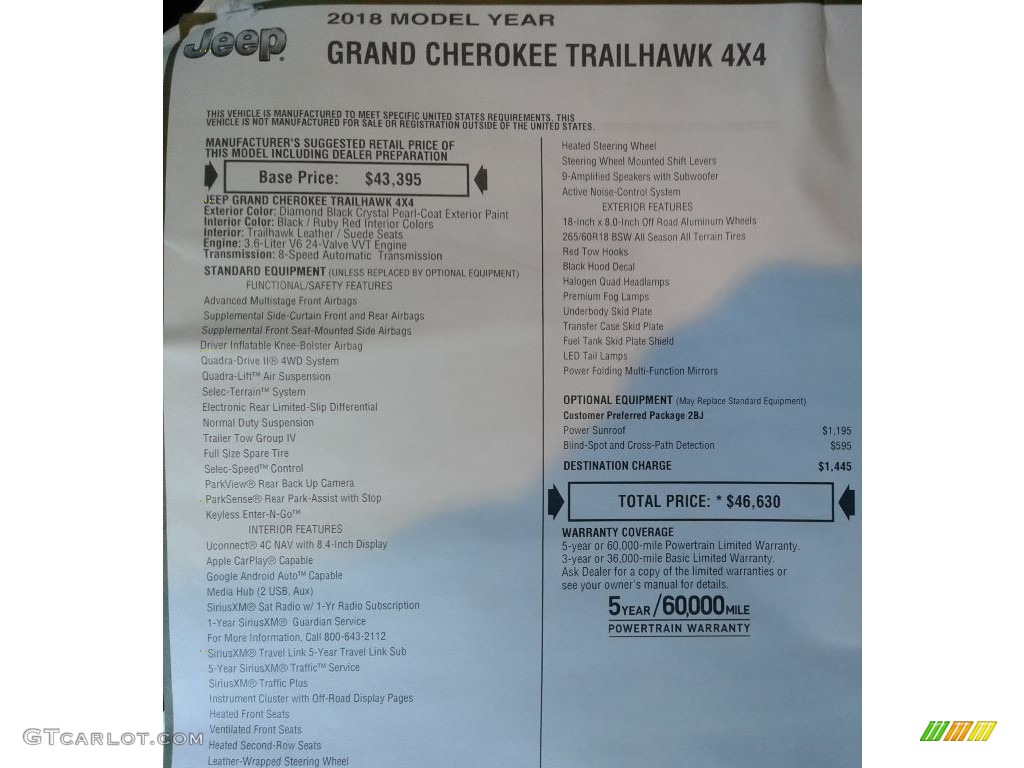 Jeep
2018 MODEL YEAR
GRAND CHEROKEE TRAILHAWK 4X4
THIS VEHICLE IS MANUFACTURED TO MEET SPECIFIC UNITED STATES REQUIREMENTS. THIS
VEHICLE IS NOT MANUFACTURED FOR SALE OR REGISTRATION OUTSIDE OF THE UNITED STATES.
MANUFACTURER'S SUGGESTED RETAIL PRICE OF
THIS MODEL INCLUDING DEALER PREPARATION
Base Price: $43,395
JEEP GRAND CHEROKEE TRAILHAWK 4X4
Exterior Color: Diamond Black Crystal Pearl-Coat Exterior Paint
Interior Color: Black / Ruby Red Interior Colors
Interior: Trailhawk Leather / Suede Seats
Engine: 3.6-Liter V6 24-Valve VVT Engine
Transmission: 8-Speed Automatic Transmission
STANDARD EQUIPMENT (UNLESS REPLACED BY OPTIONAL EQUIPMENT)
FUNCTIONAL/SAFETY FEATURES
Advanced Multistage Front Airbags
Supplemental Side-Curtain Front and Rear Airbags
Supplemental Front Seat-Mounted Side Airbags
Driver Inflatable Knee-Bolster Airbag
Quadra-Drive II® 4WD System
Quadra-Lift™ Air Suspension
Selec-Terrain™ System
Electronic Rear Limited-Slip Differential
Normal Duty Suspension
Trailer Tow Group IV
Full Size Spare Tire
Selec-Speed™ Control
ParkView® Rear Back Up Camera
ParkSense® Rear Park-Assist with Stop
Keyless Enter-N-Go™
INTERIOR FEATURES
Uconnect® 4C NAV with 8.4-Inch Display
Apple CarPlay® Capable
Google Android Auto™ Capable
Media Hub (2 USB, Aux)
SiriusXM® Sat Radio w/ 1-Yr Radio Subscription
1-Year SiriusXM® Guardian Service
For More Information, Call 800-643-2112
SiriusXM® Travel Link 5-Year Travel Link Sub
5-Year SiriusXM® Traffic™ Service
SiriusXM® Traffic Plus
Instrument Cluster with Off-Road Display Pages
Heated Front Seats
Ventilated Front Seats
Heated Second-Row Seats
Leather-Wrapped Steering Wheel
Heated Steering Wheel
Steering Wheel Mounted Shift Levers
9-Amplified Speakers with Subwoofer
Active Noise-Control System
EXTERIOR FEATURES
18-Inch x 8.0-Inch Off Road Aluminum Wheels
265/60R18 BSW All Season All Terrain Tires
Red Tow Hooks
Black Hood Decal
Halogen Quad Headlamps
Premium Fog Lamps
Underbody Skid Plate
Transfer Case Skid Plate
Fuel Tank Skid Plate Shield
LED Tail Lamps
Power Folding Multi-Function Mirrors
OPTIONAL EQUIPMENT (May Replace Standard Equipment)
Customer Preferred Package 2BJ
Power Sunroof $1,195
Blind-Spot and Cross-Path Detection $595
DESTINATION CHARGE $1,445
TOTAL PRICE: * $46,630
WARRANTY COVERAGE
5-year or 60,000-mile Powertrain Limited Warranty.
3-year or 36,000-mile Basic Limited Warranty.
Ask Dealer for a copy of the limited warranties or
see your owner's manual for details.
5YEAR/60,000MILE
POWERTRAIN WARRANTY
GTCarLot.com